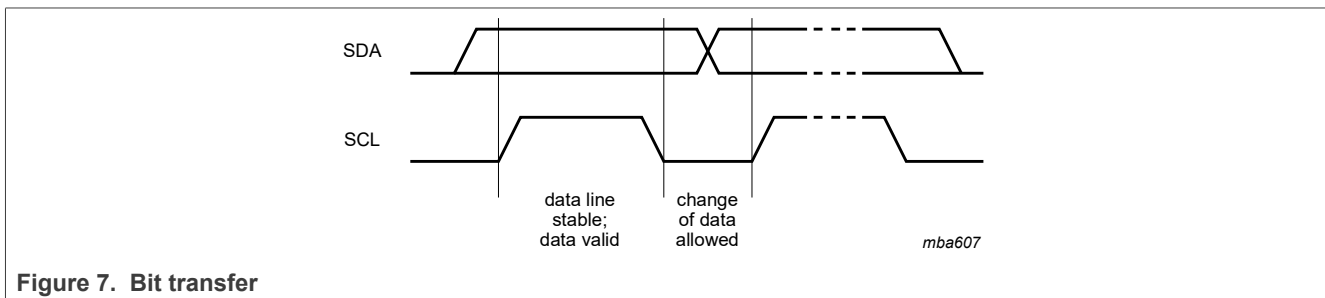 SDA
SCL
data line
stable;
data valid
change
of data
allowed
mba607
Figure 7. Bit transfer